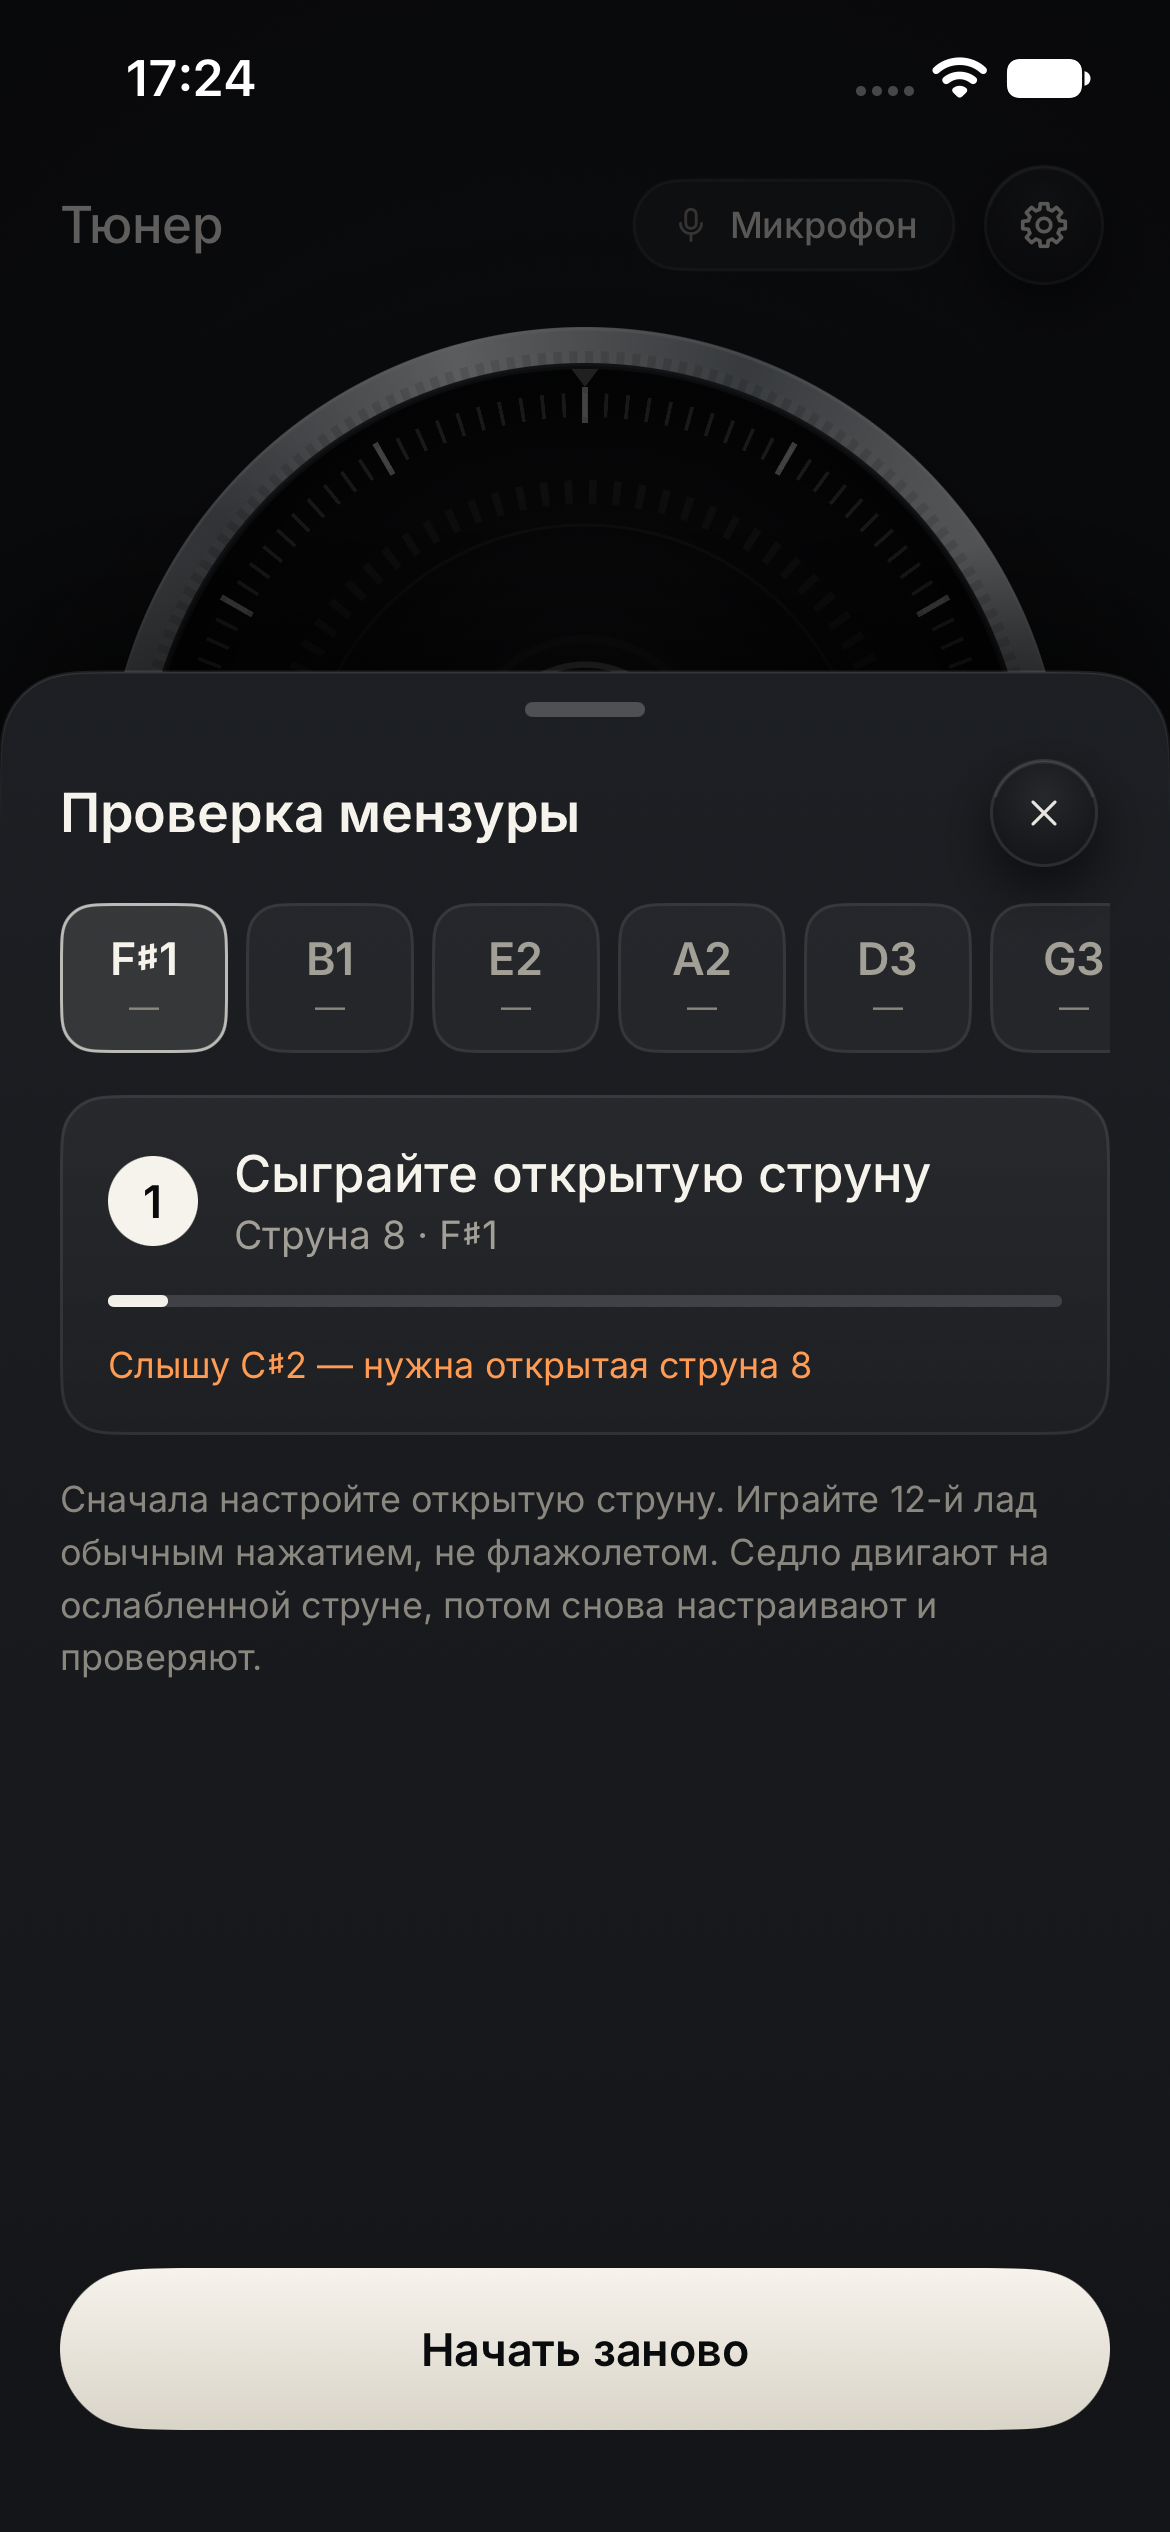 17:24
Тюнер
Микрофон
Проверка мензуры
F♯1
—
B1
—
E2
—
A2
—
D3
—
G3
—
1
Сыграйте открытую струну
Струна 8 · F♯1
Слышу C♯2 — нужна открытая струна 8
Сначала настройте открытую струну. Играйте 12-й лад
обычным нажатием, не флажолетом. Седло двигают на
ослабленной струне, потом снова настраивают и
проверяют.
Начать заново